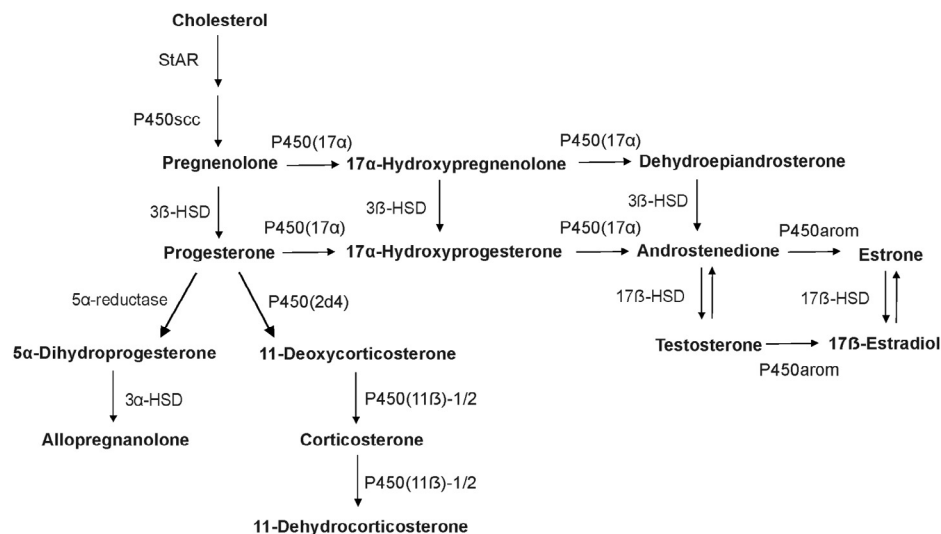 Cholesterol
StAR
P450scc
P450(17α)
P450(17α)
Pregnenolone
17α-Hydroxypregnenolone
Dehydroepiandrosterone
3ß-HSD
3ß-HSD
3ß-HSD
P450(17α)
P450(17α)
P450arom
Progesterone
17α-Hydroxyprogesterone
Androstenedione
Estrone
5α-reductase
P450(2d4)
17ß-HSD
17ß-HSD
5α-Dihydroprogesterone
11-Deoxycorticosterone
Testosterone
17ß-Estradiol
P450arom
3α-HSD
P450(11ß)-1/2
Allopregnanolone
Corticosterone
P450(11ß)-1/2
11-Dehydrocorticosterone